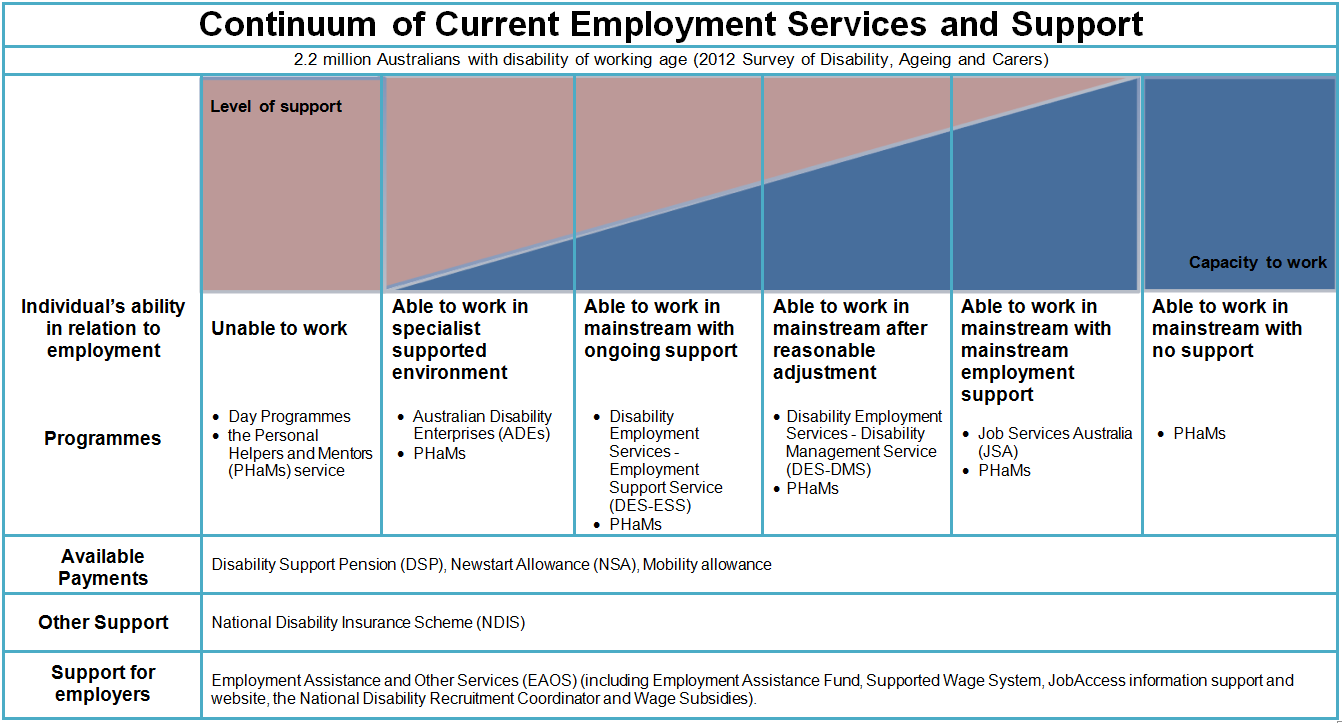 Continuum of Current Employment Services and Support
2.2 million Australians with disability of working age (2012 Survey of Disability, Ageing and Carers)
Level of support
Capacity to work
Individual's ability
in relation to
employment
Unable to work
Able to work in
specialist
supported
environment
Able to work in
mainstream with
ongoing support
Able to work in
mainstream after
reasonable
adjustment
Able to work in
mainstream with
mainstream
employment
support
Able to work in
mainstream with
no support
Programmes
• Day Programmes
• the Personal
Helpers and Mentors
(PHaMs) service
• Australian Disability
Enterprises (ADEs)
• PHaMs
• Disability
Employment
Services -
Employment
Support Service
(DES-ESS)
• PHaMs
• Disability Employment
Services - Disability
Management Service
(DES-DMS)
• PHaMs
• Job Services Australia
(JSA)
• PHaMs
• PHaMs
Available
Payments
Disability Support Pension (DSP), Newstart Allowance (NSA), Mobility allowance
Other Support
National Disability Insurance Scheme (NDIS)
Support for
employers
Employment Assistance and Other Services (EAOS) (including Employment Assistance Fund, Supported Wage System, JobAccess information support and
website, the National Disability Recruitment Coordinator and Wage Subsidies).